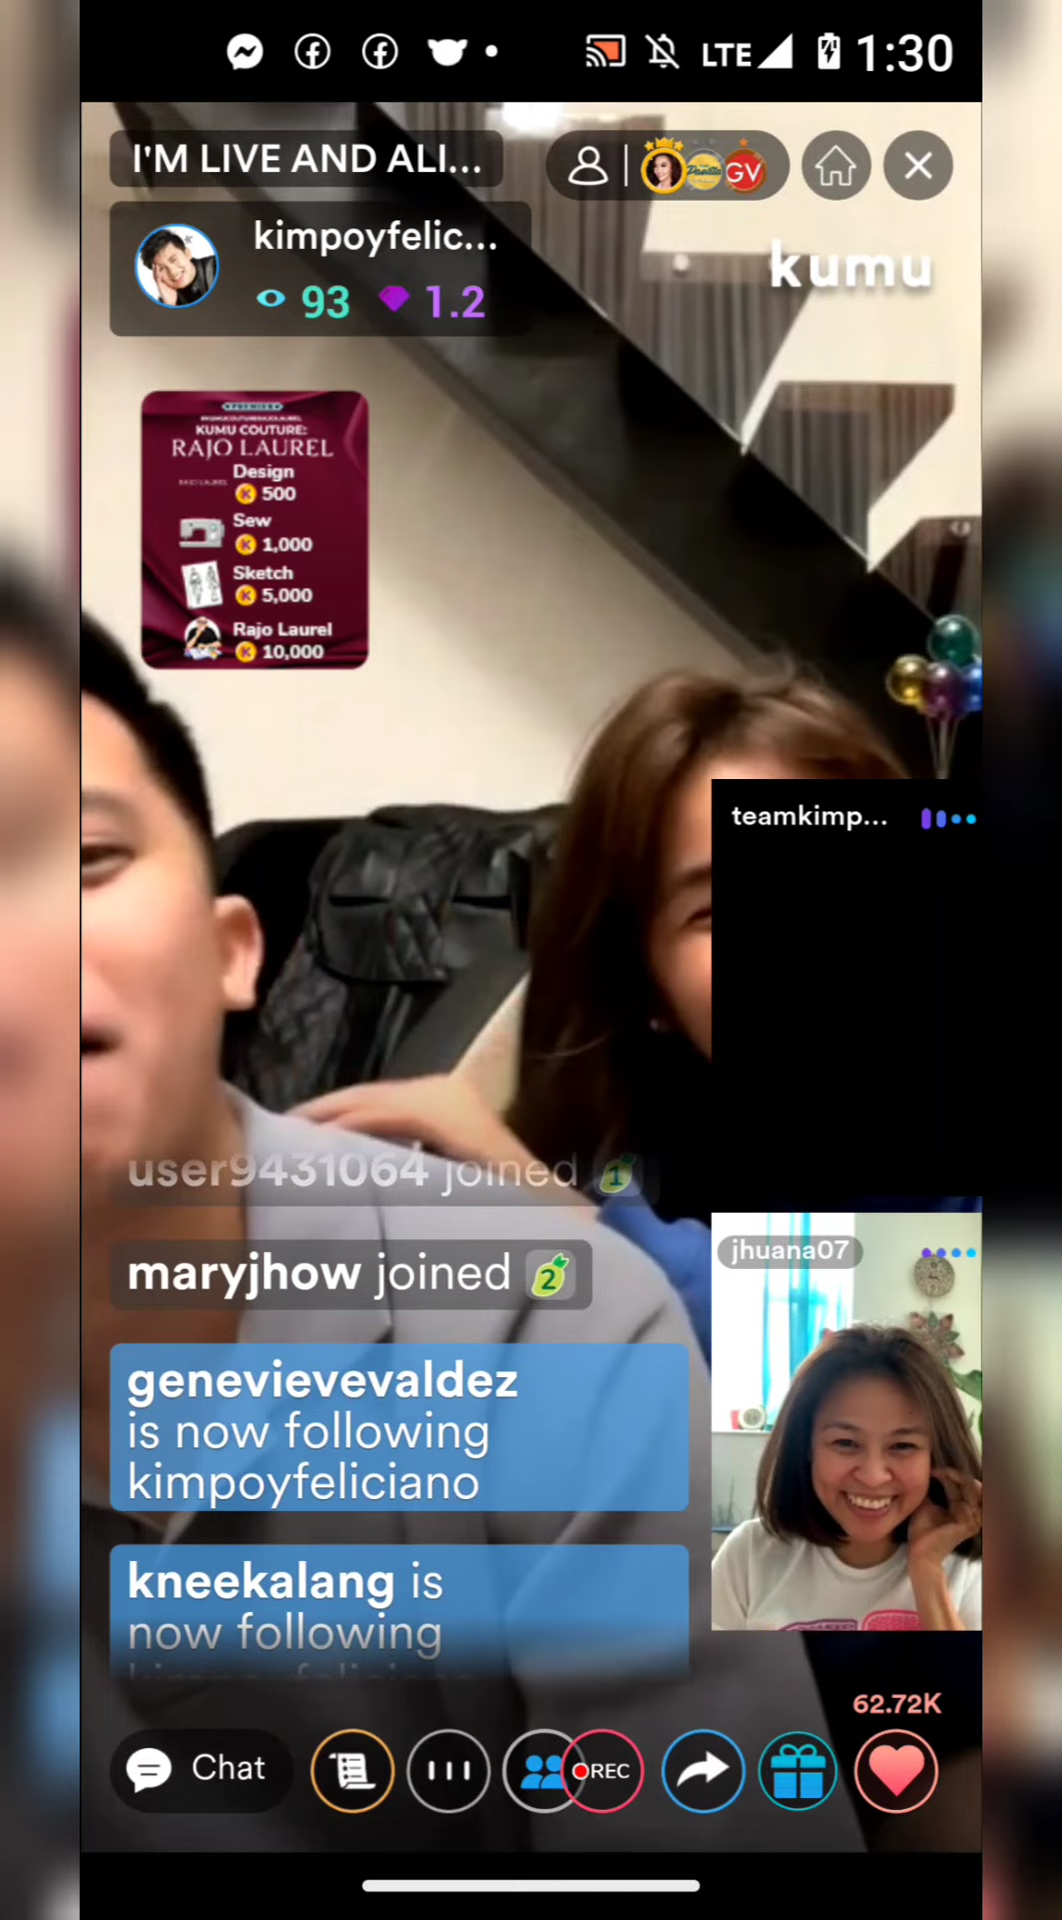 LTE 1:30
I'M LIVE AND ALI...
GV
kimpoyfelic...
93 1.2
kumu
KUMU COUTURE:
RAJO LAUREL
Design
500
Sew
1,000
Sketch
5,000
Rajo Laurel
10,000
teamkimp...
user9431064 joined 1
jhuana07
maryjhow joined 2
genevievevaldez
is now following
kimpoyfeliciano
kneekalang is
now following
62.72K
Chat
REC